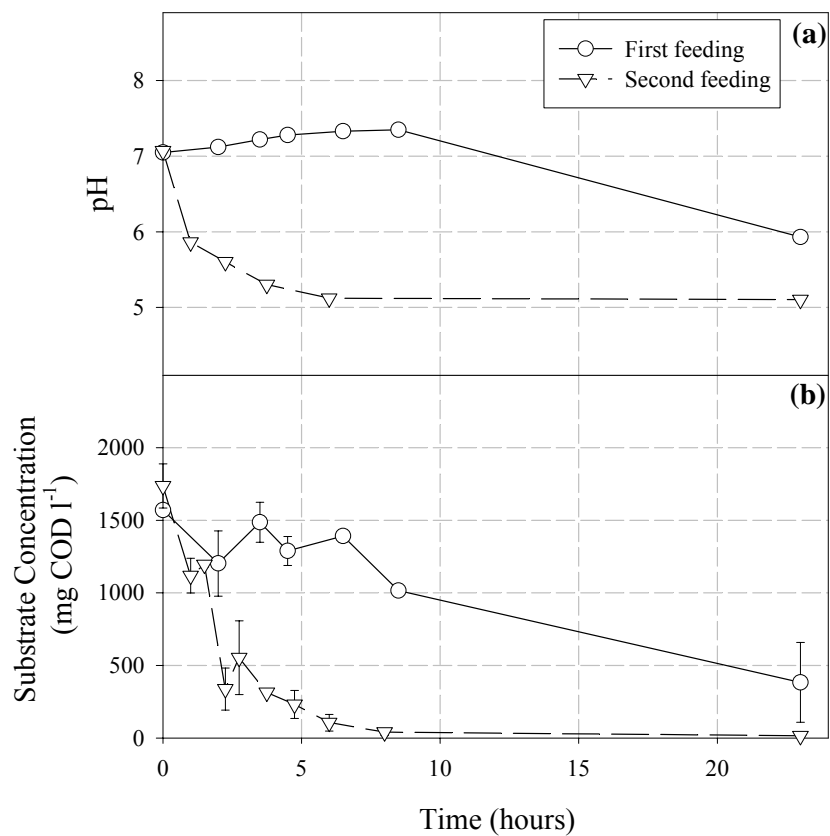 (a)
First feeding
Second feeding
8
7
6
5
pH
(b)
2000
1500
1000
500
0
Substrate Concentration
(mg COD l⁻¹)
0 5 10 15 20
Time (hours)